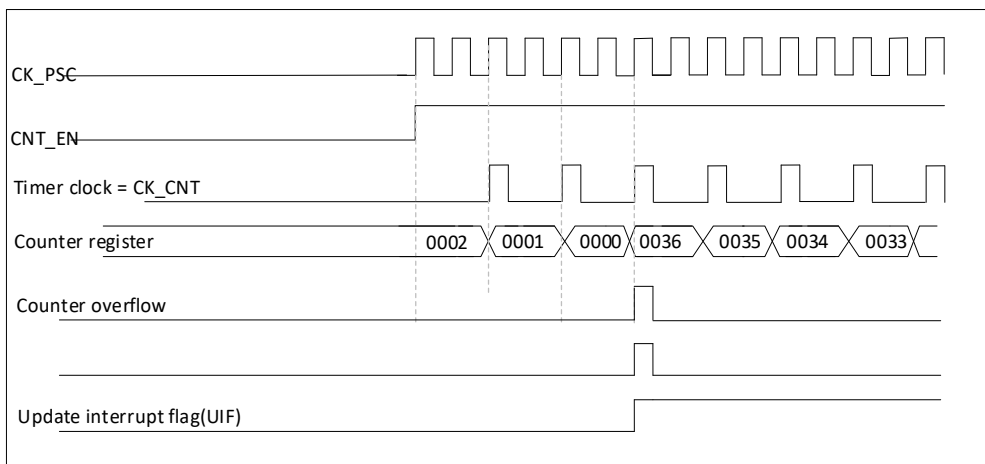 CK_PSC
CNT_EN
Timer clock = CK_CNT
Counter register 0002 0001 0000 0036 0035 0034 0033
Counter overflow
Update interrupt flag(UIF)